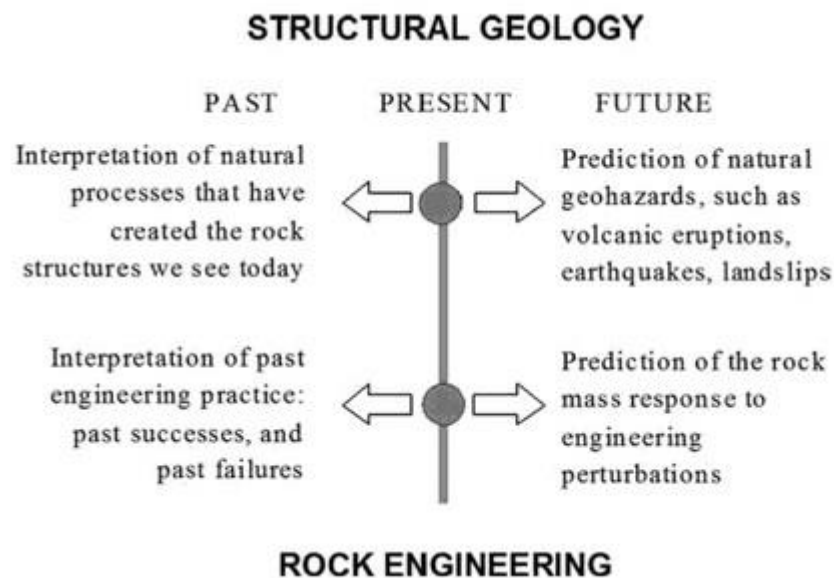 STRUCTURAL GEOLOGY
PAST PRESENT FUTURE
Interpretation of natural
processes that have
created the rock
structures we see today
Prediction of natural
geohazards, such as
volcanic eruptions,
earthquakes, landslips
Interpretation of past
engineering practice:
past successes, and
past failures
Prediction of the rock
mass response to
engineering
perturbations
ROCK ENGINEERING